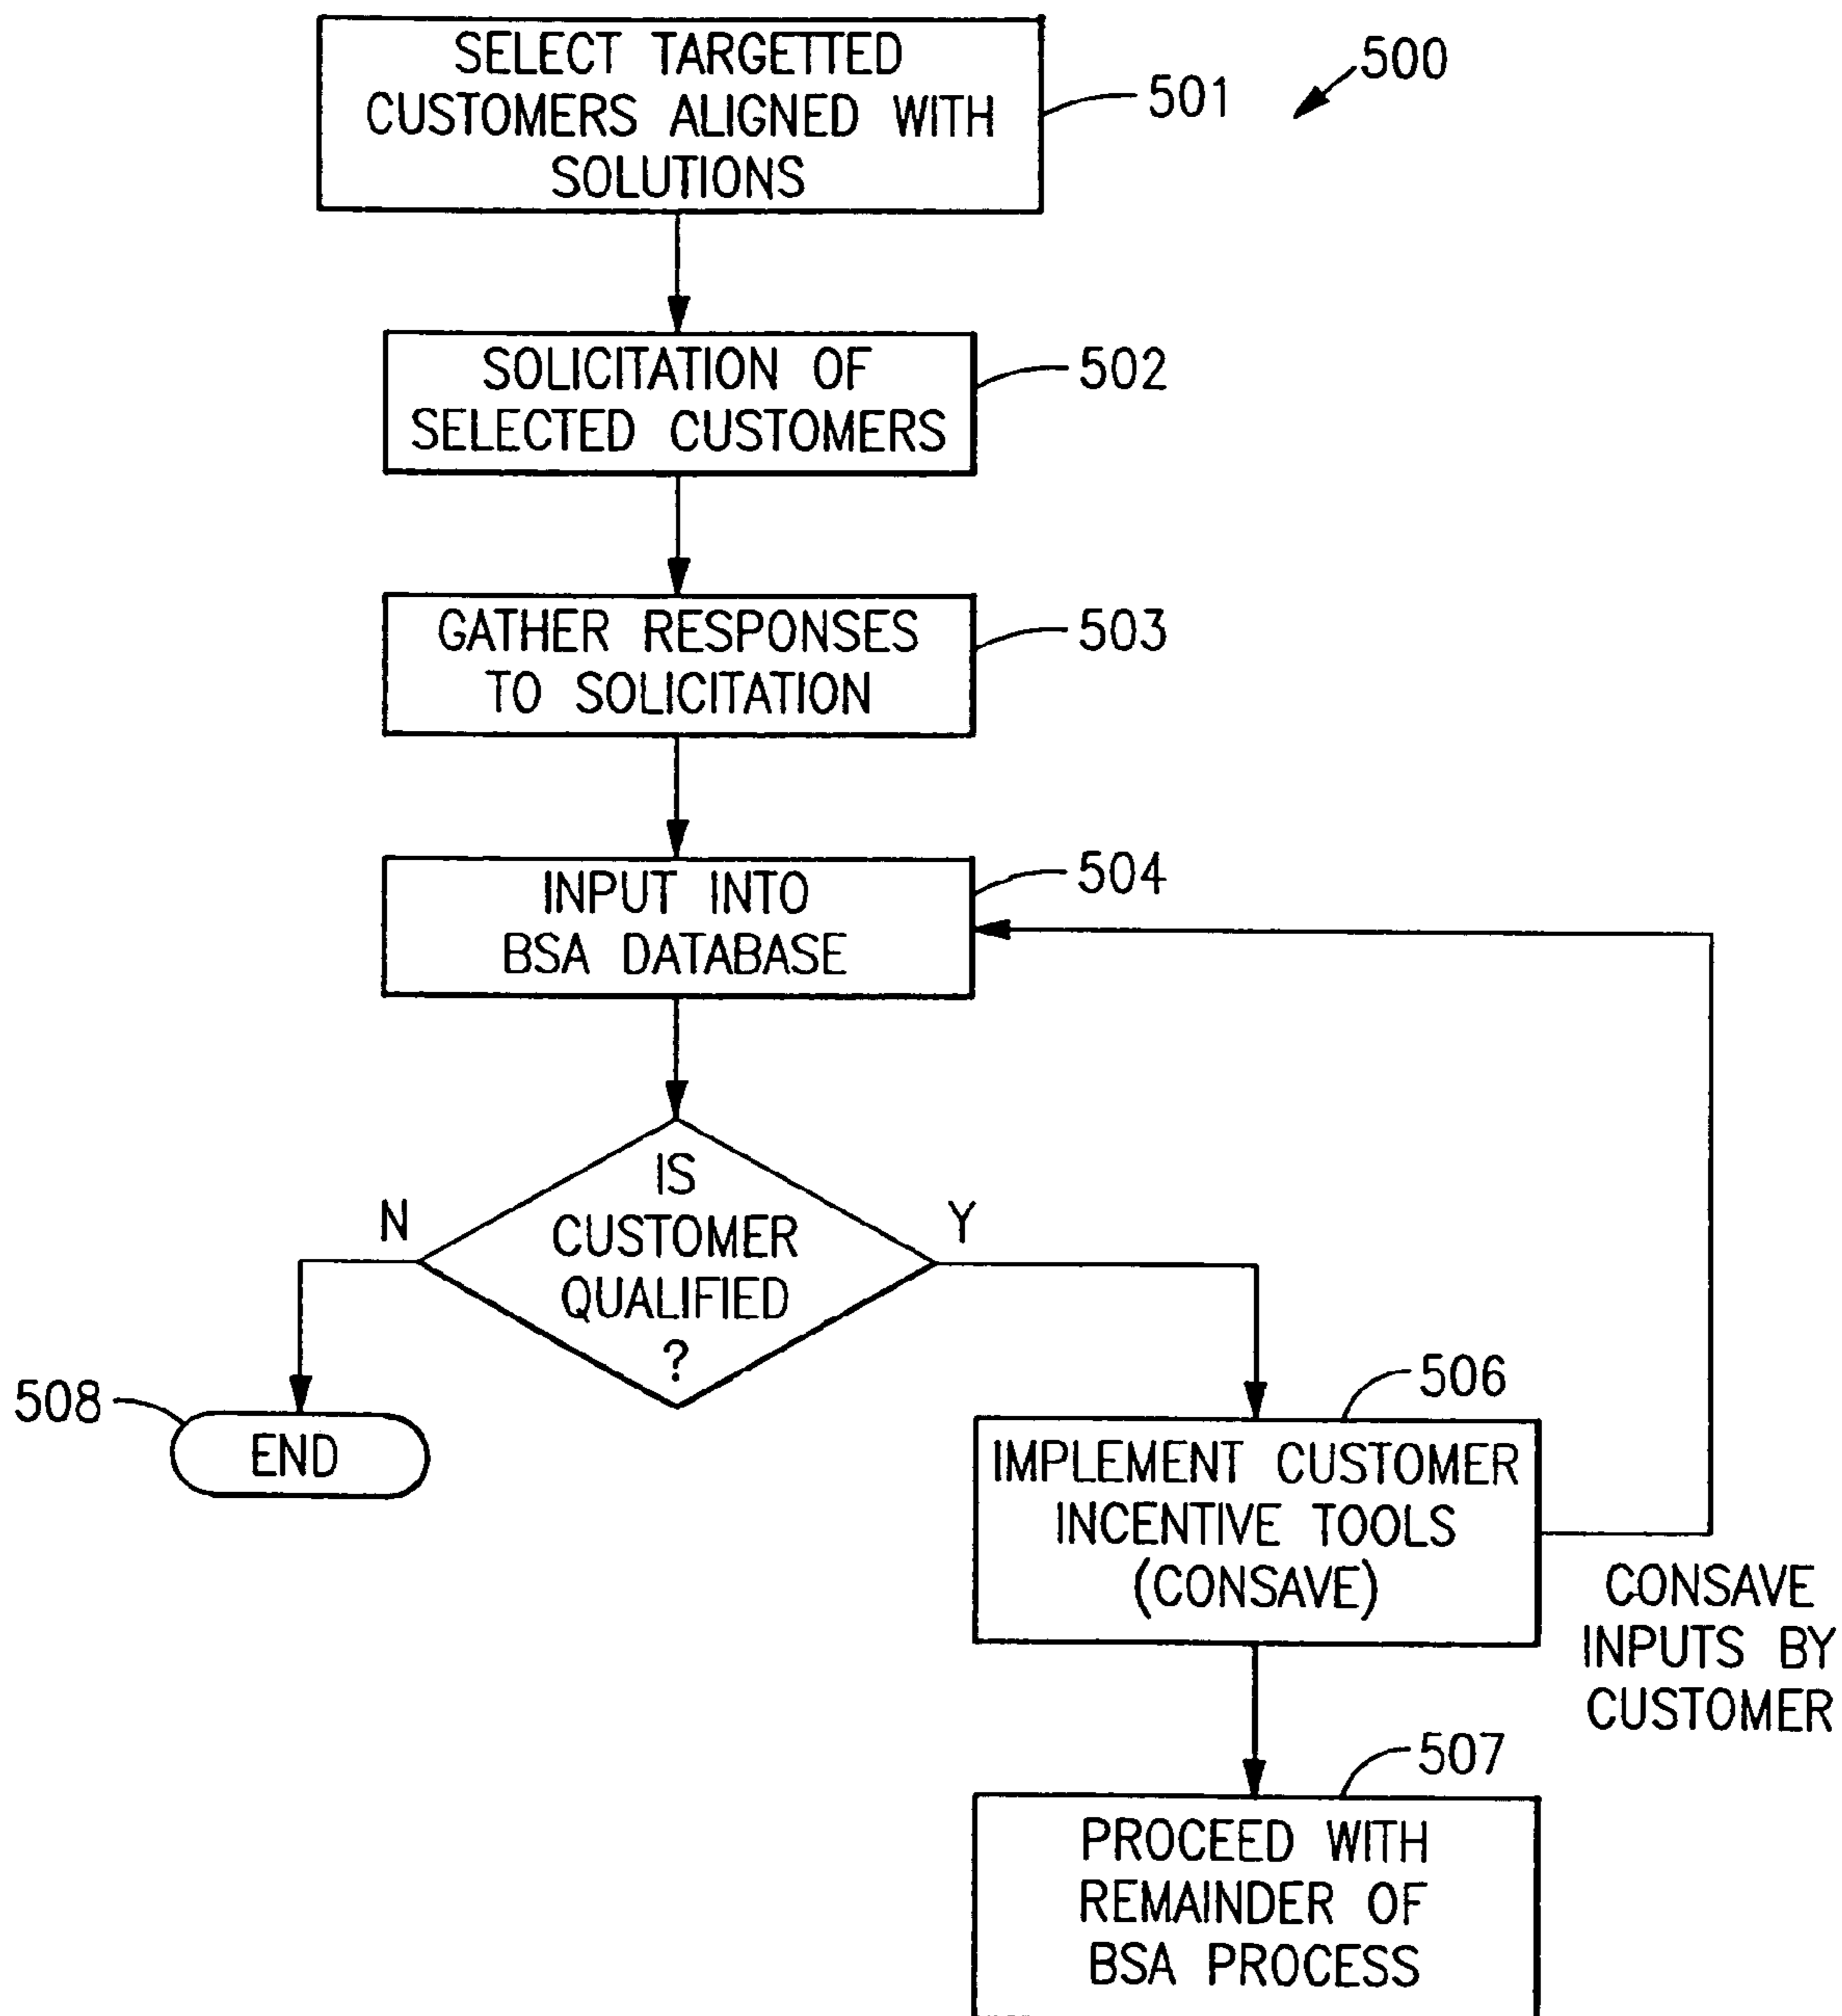 500
SELECT TARGETTED
CUSTOMERS ALIGNED WITH
SOLUTIONS
501
SOLICITATION OF
SELECTED CUSTOMERS
502
GATHER RESPONSES
TO SOLICITATION
503
INPUT INTO
BSA DATABASE
504
IS
CUSTOMER
QUALIFIED
?
N
Y
508
END
506
IMPLEMENT CUSTOMER
INCENTIVE TOOLS
(CONSAVE)
CONSAVE
INPUTS BY
CUSTOMER
507
PROCEED WITH
REMAINDER OF
BSA PROCESS